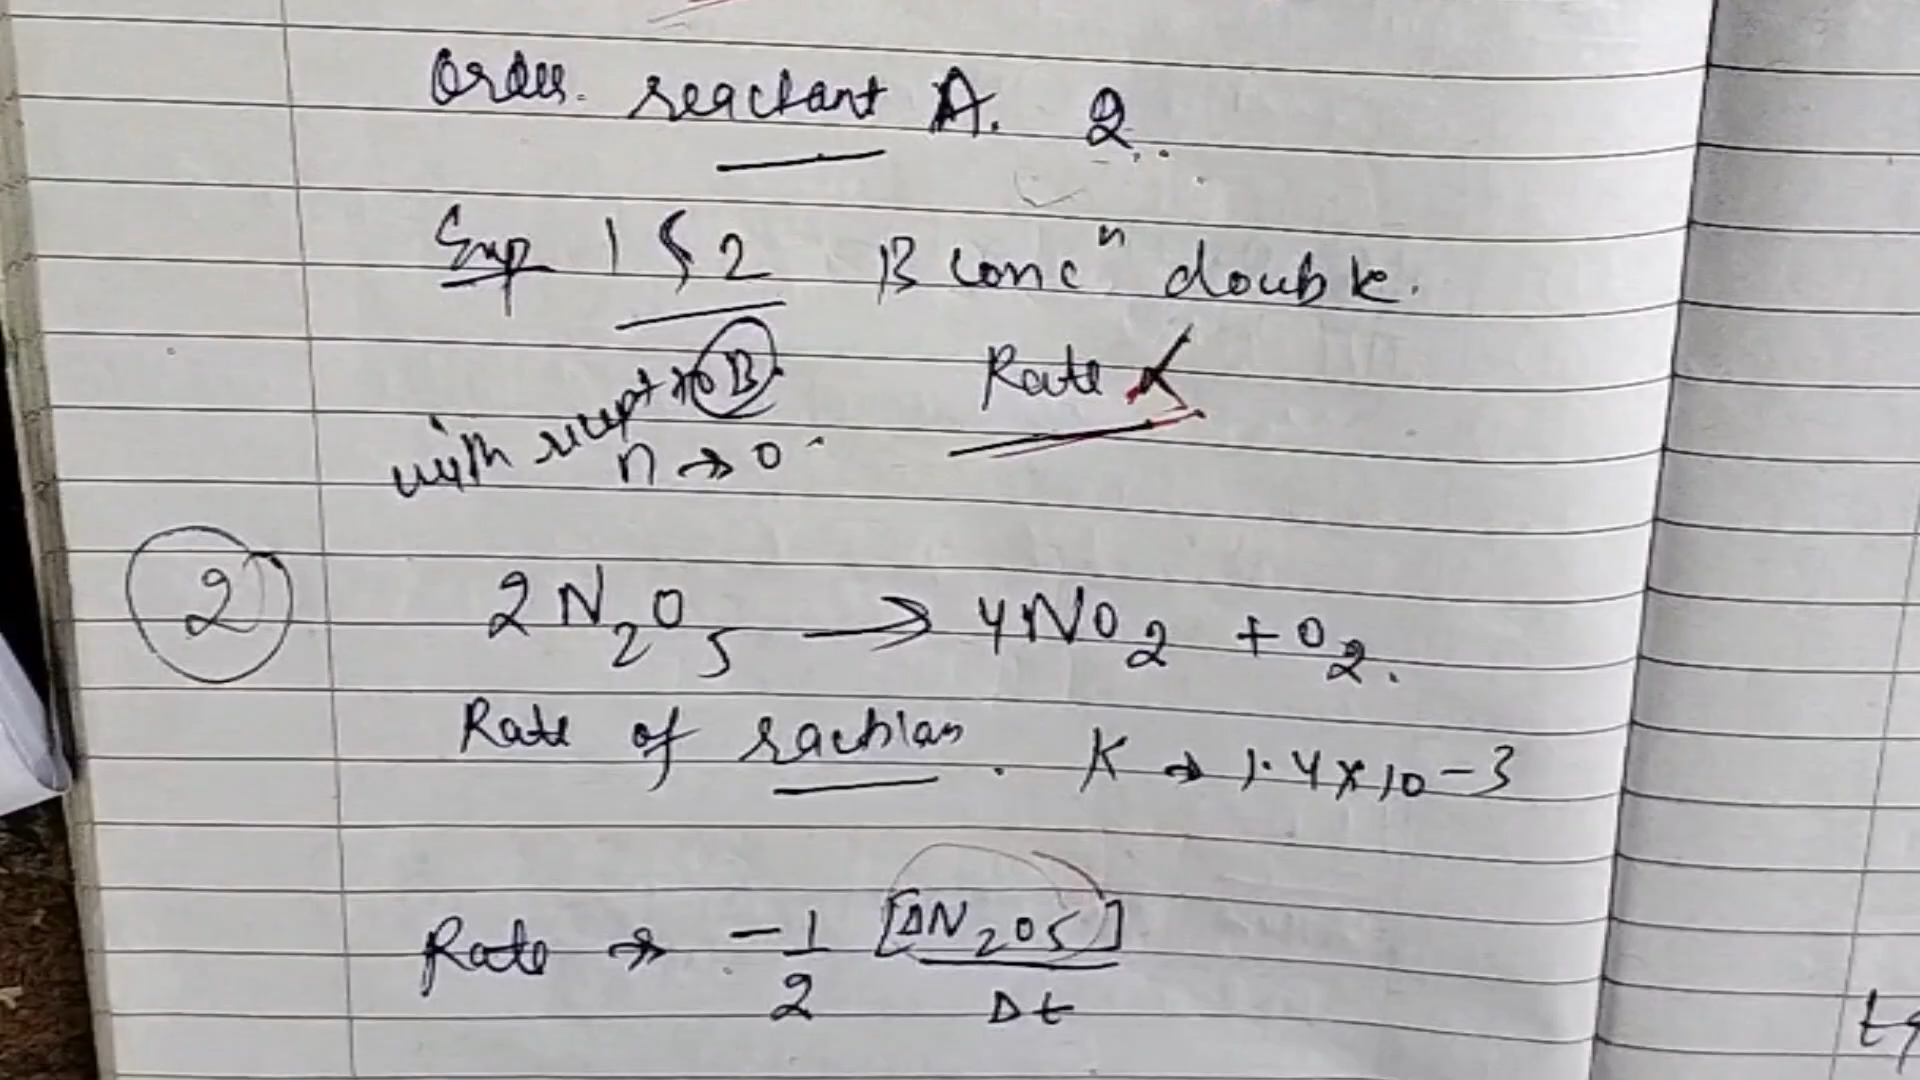 Order reactant A. 2
Exp 1 & 2 B concⁿ double.
with respt to B Rate
n → 0
2 2N₂O₅ → 4NO₂ + O₂.
Rate of raction. K → 1.4×10-3
Rate → -1/2 [ΔN₂O5]/Δt